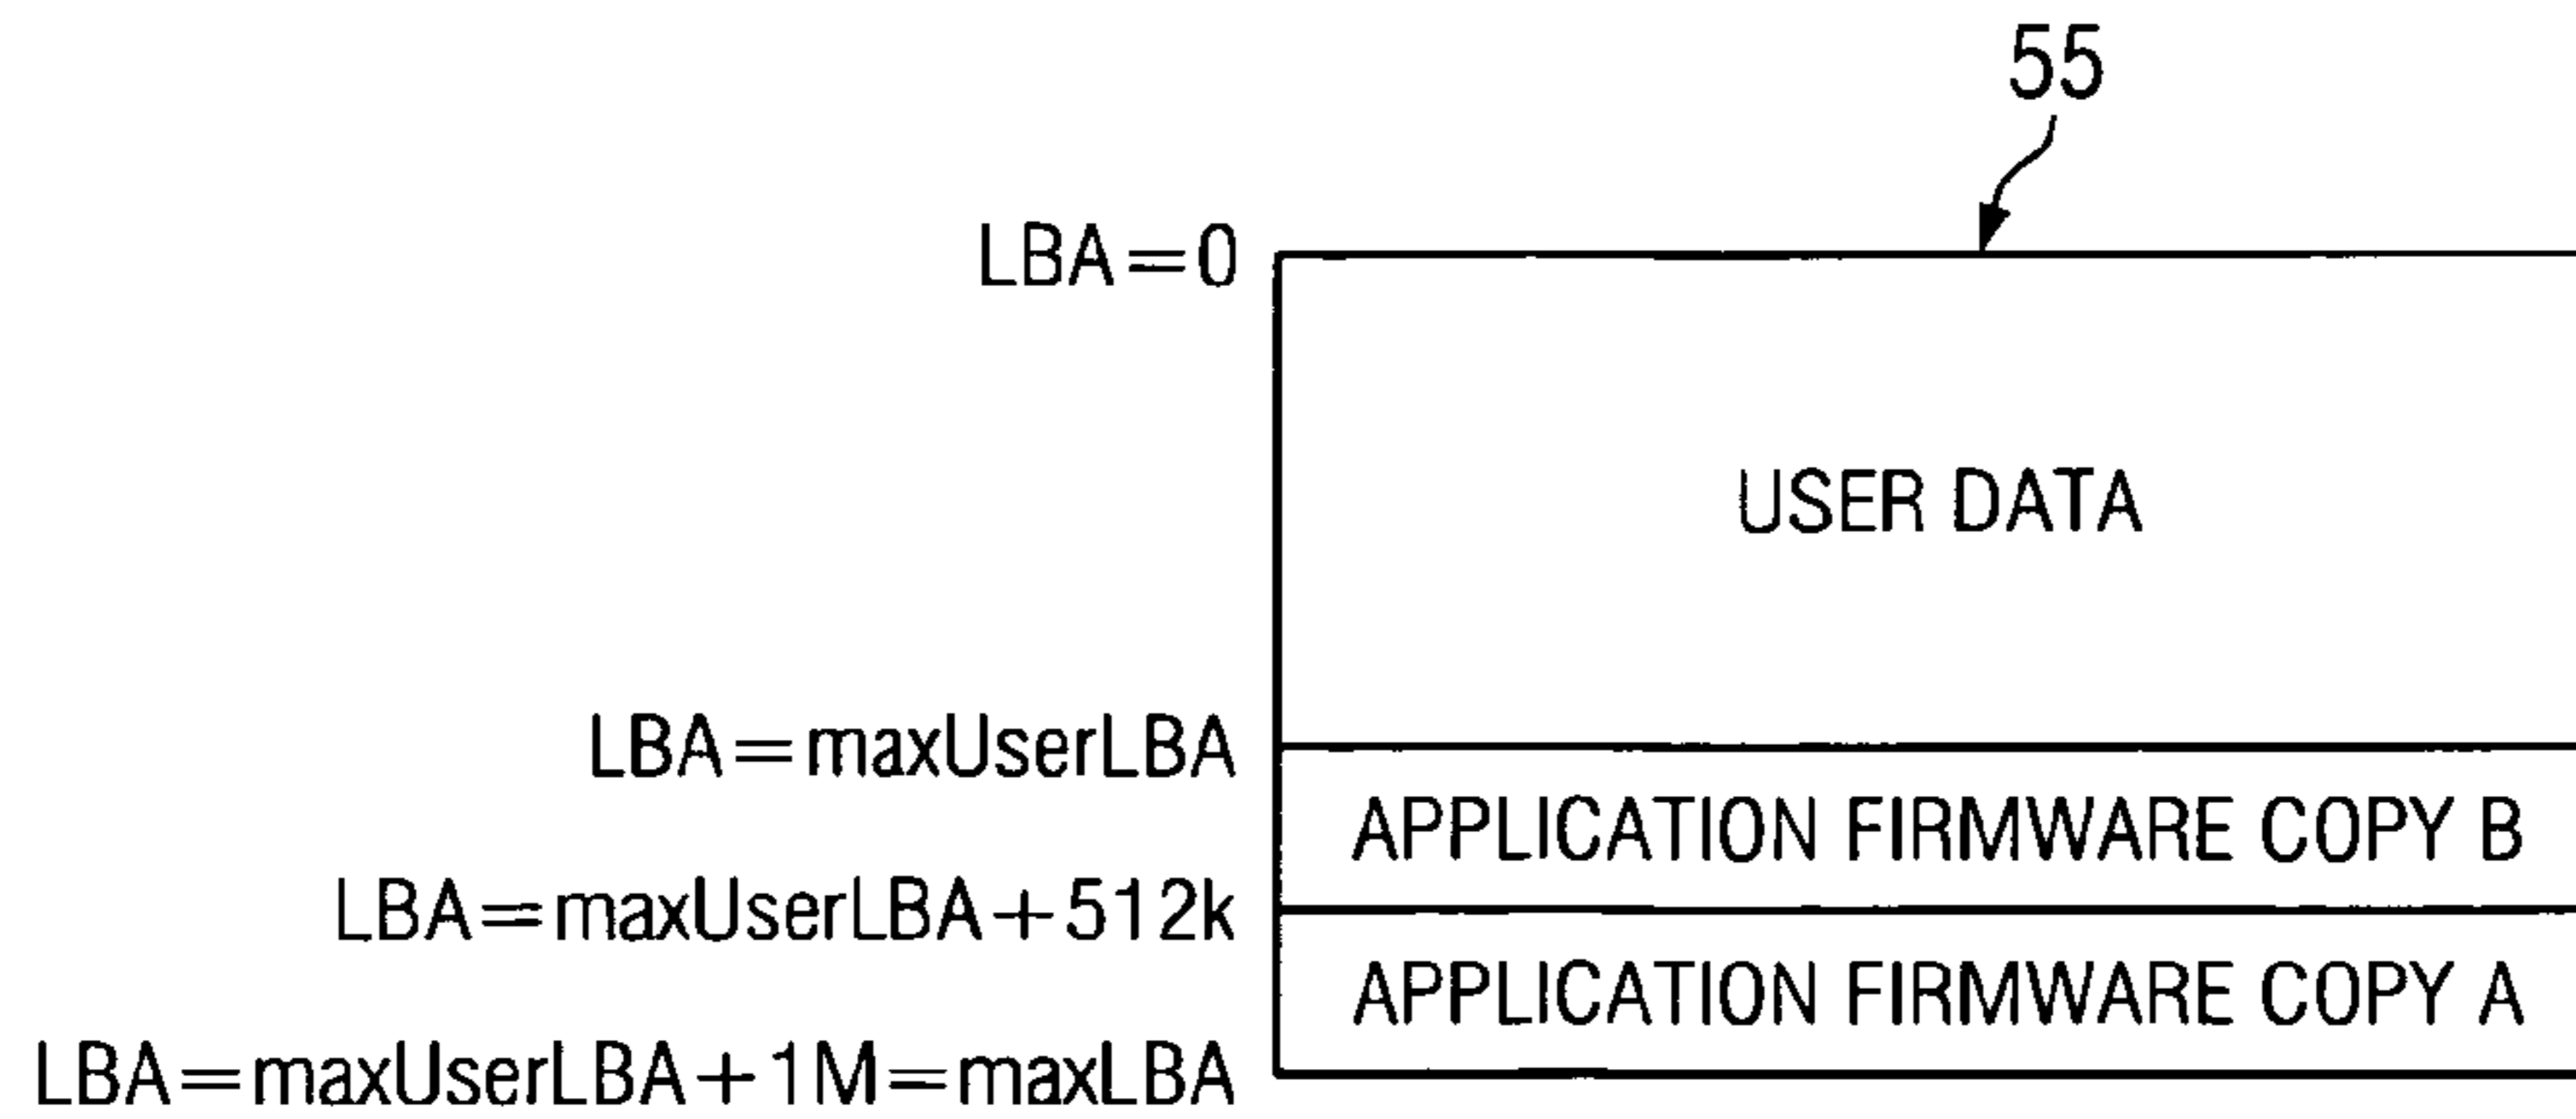 55
LBA=0
USER DATA
LBA=maxUserLBA
APPLICATION FIRMWARE COPY B
LBA=maxUserLBA+512k
APPLICATION FIRMWARE COPY A
LBA=maxUserLBA+1M=maxLBA